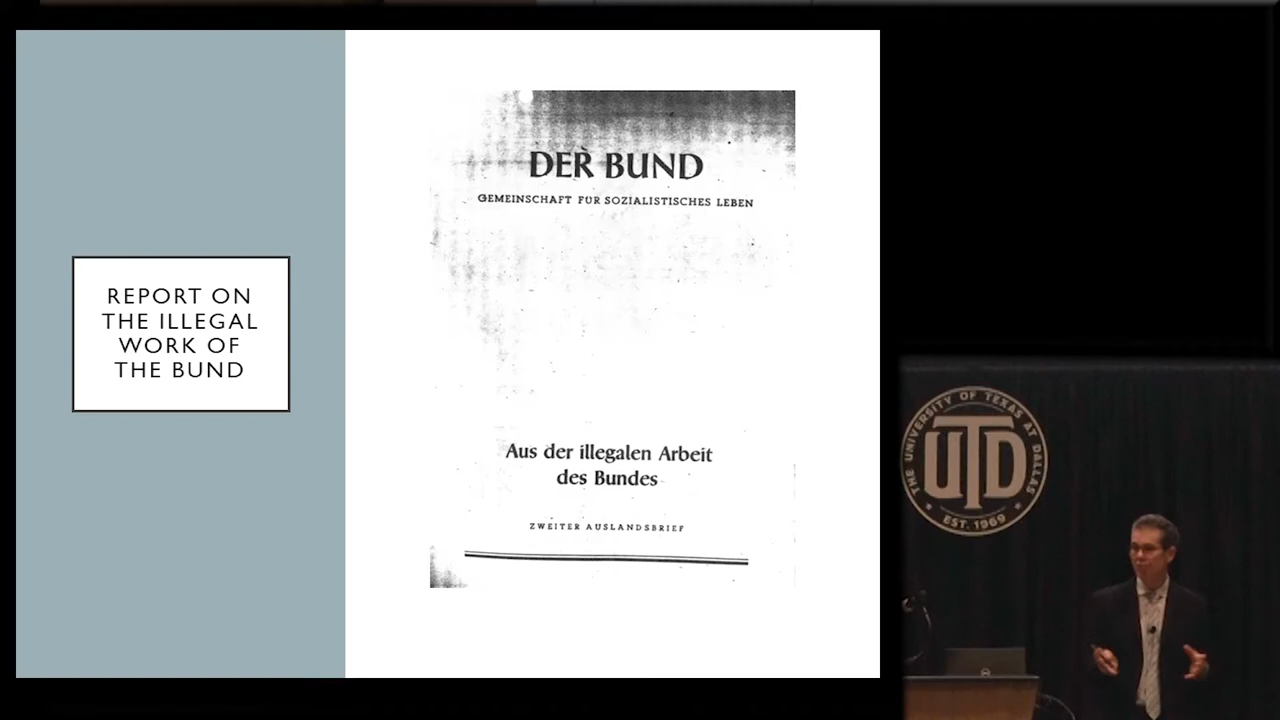 REPORT ON
THE ILLEGAL
WORK OF
THE BUND
DER BUND
GEMEINSCHAFT FÜR SOZIALISTISCHES LEBEN
Aus der illegalen Arbeit
des Bundes
ZWEITER AUSLANDSBRIEF
THE UNIVERSITY OF TEXAS AT DALLAS
UTD
EST. 1969